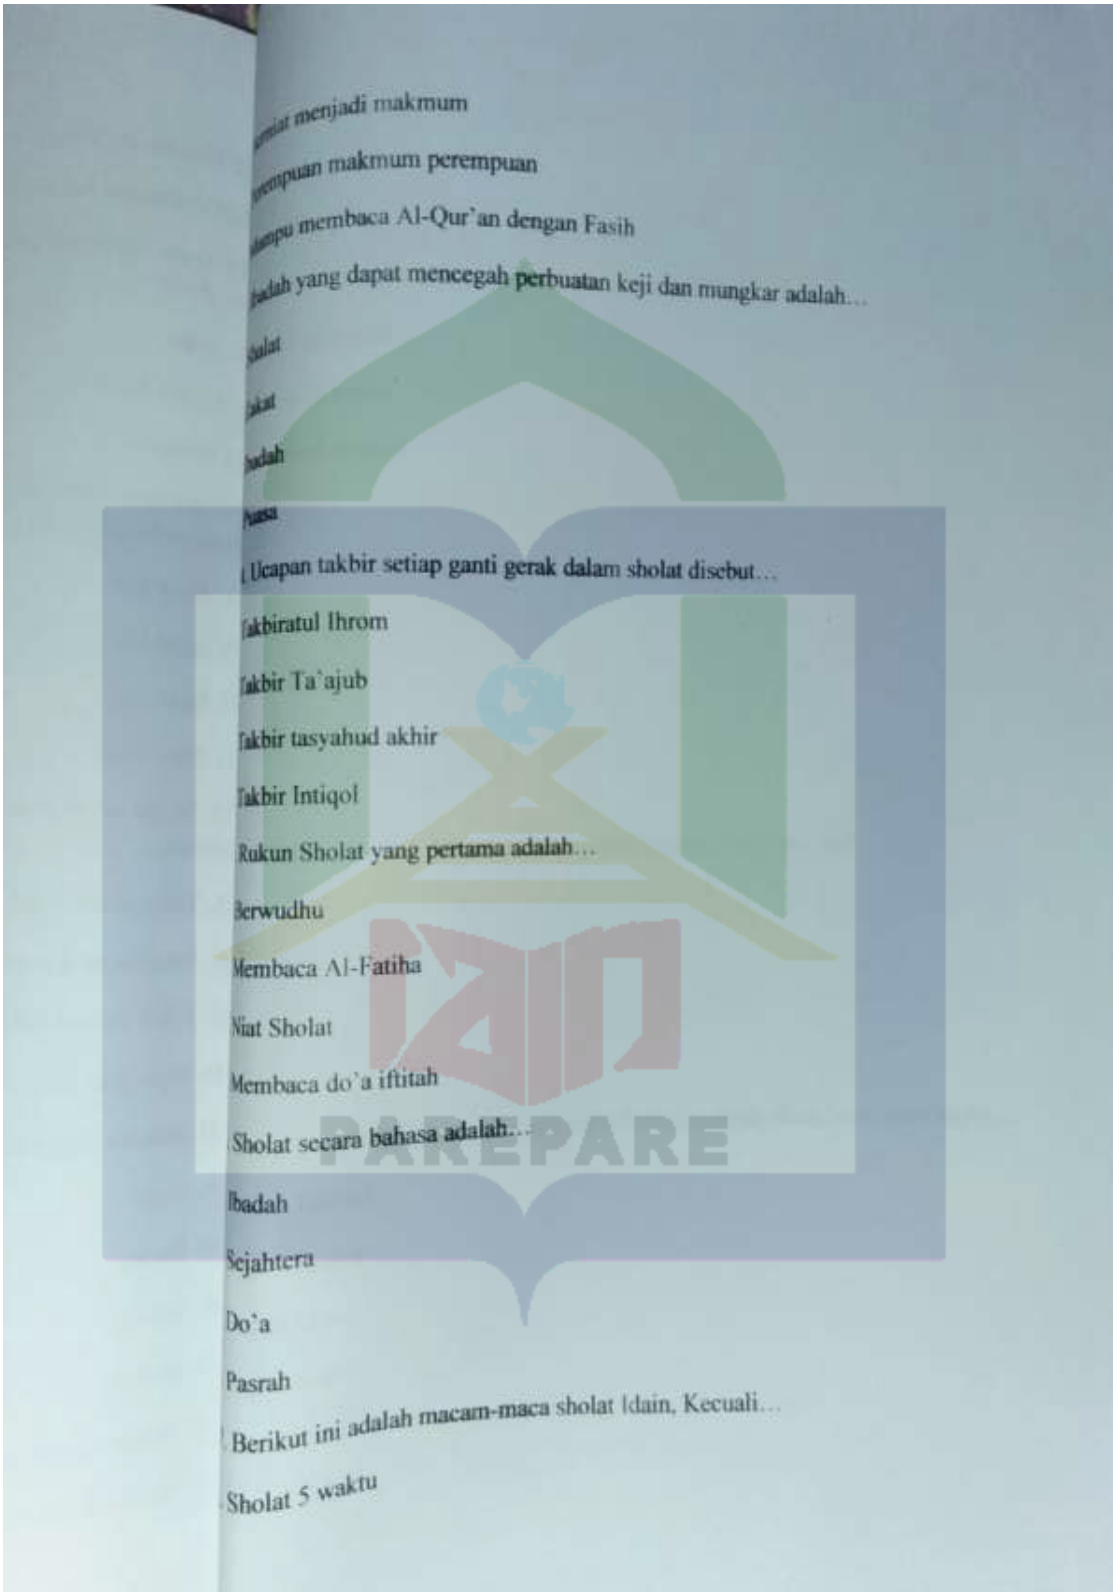 menjadi makmum
makmum perempuan
membaca Al-Qur`an dengan Fasih
yang dapat mencegah perbuatan keji dan mungkar adalah…
Ucapan takbir setiap ganti gerak dalam sholat disebut…
Takbiratul Ihrom
Takbir Ta`ajub
Takbir tasyahud akhir
Takbir Intiqol
Rukun Sholat yang pertama adalah…
Berwudhu
Membaca Al-Fatiha
Niat Sholat
Membaca do`a iftitah
Sholat secara bahasa adalah…
Ibadah
Sejahtera
Do`a
Pasrah
Berikut ini adalah macam-maca sholat Idain, Kecuali…
Sholat 5 waktu
iain
PAREPARE